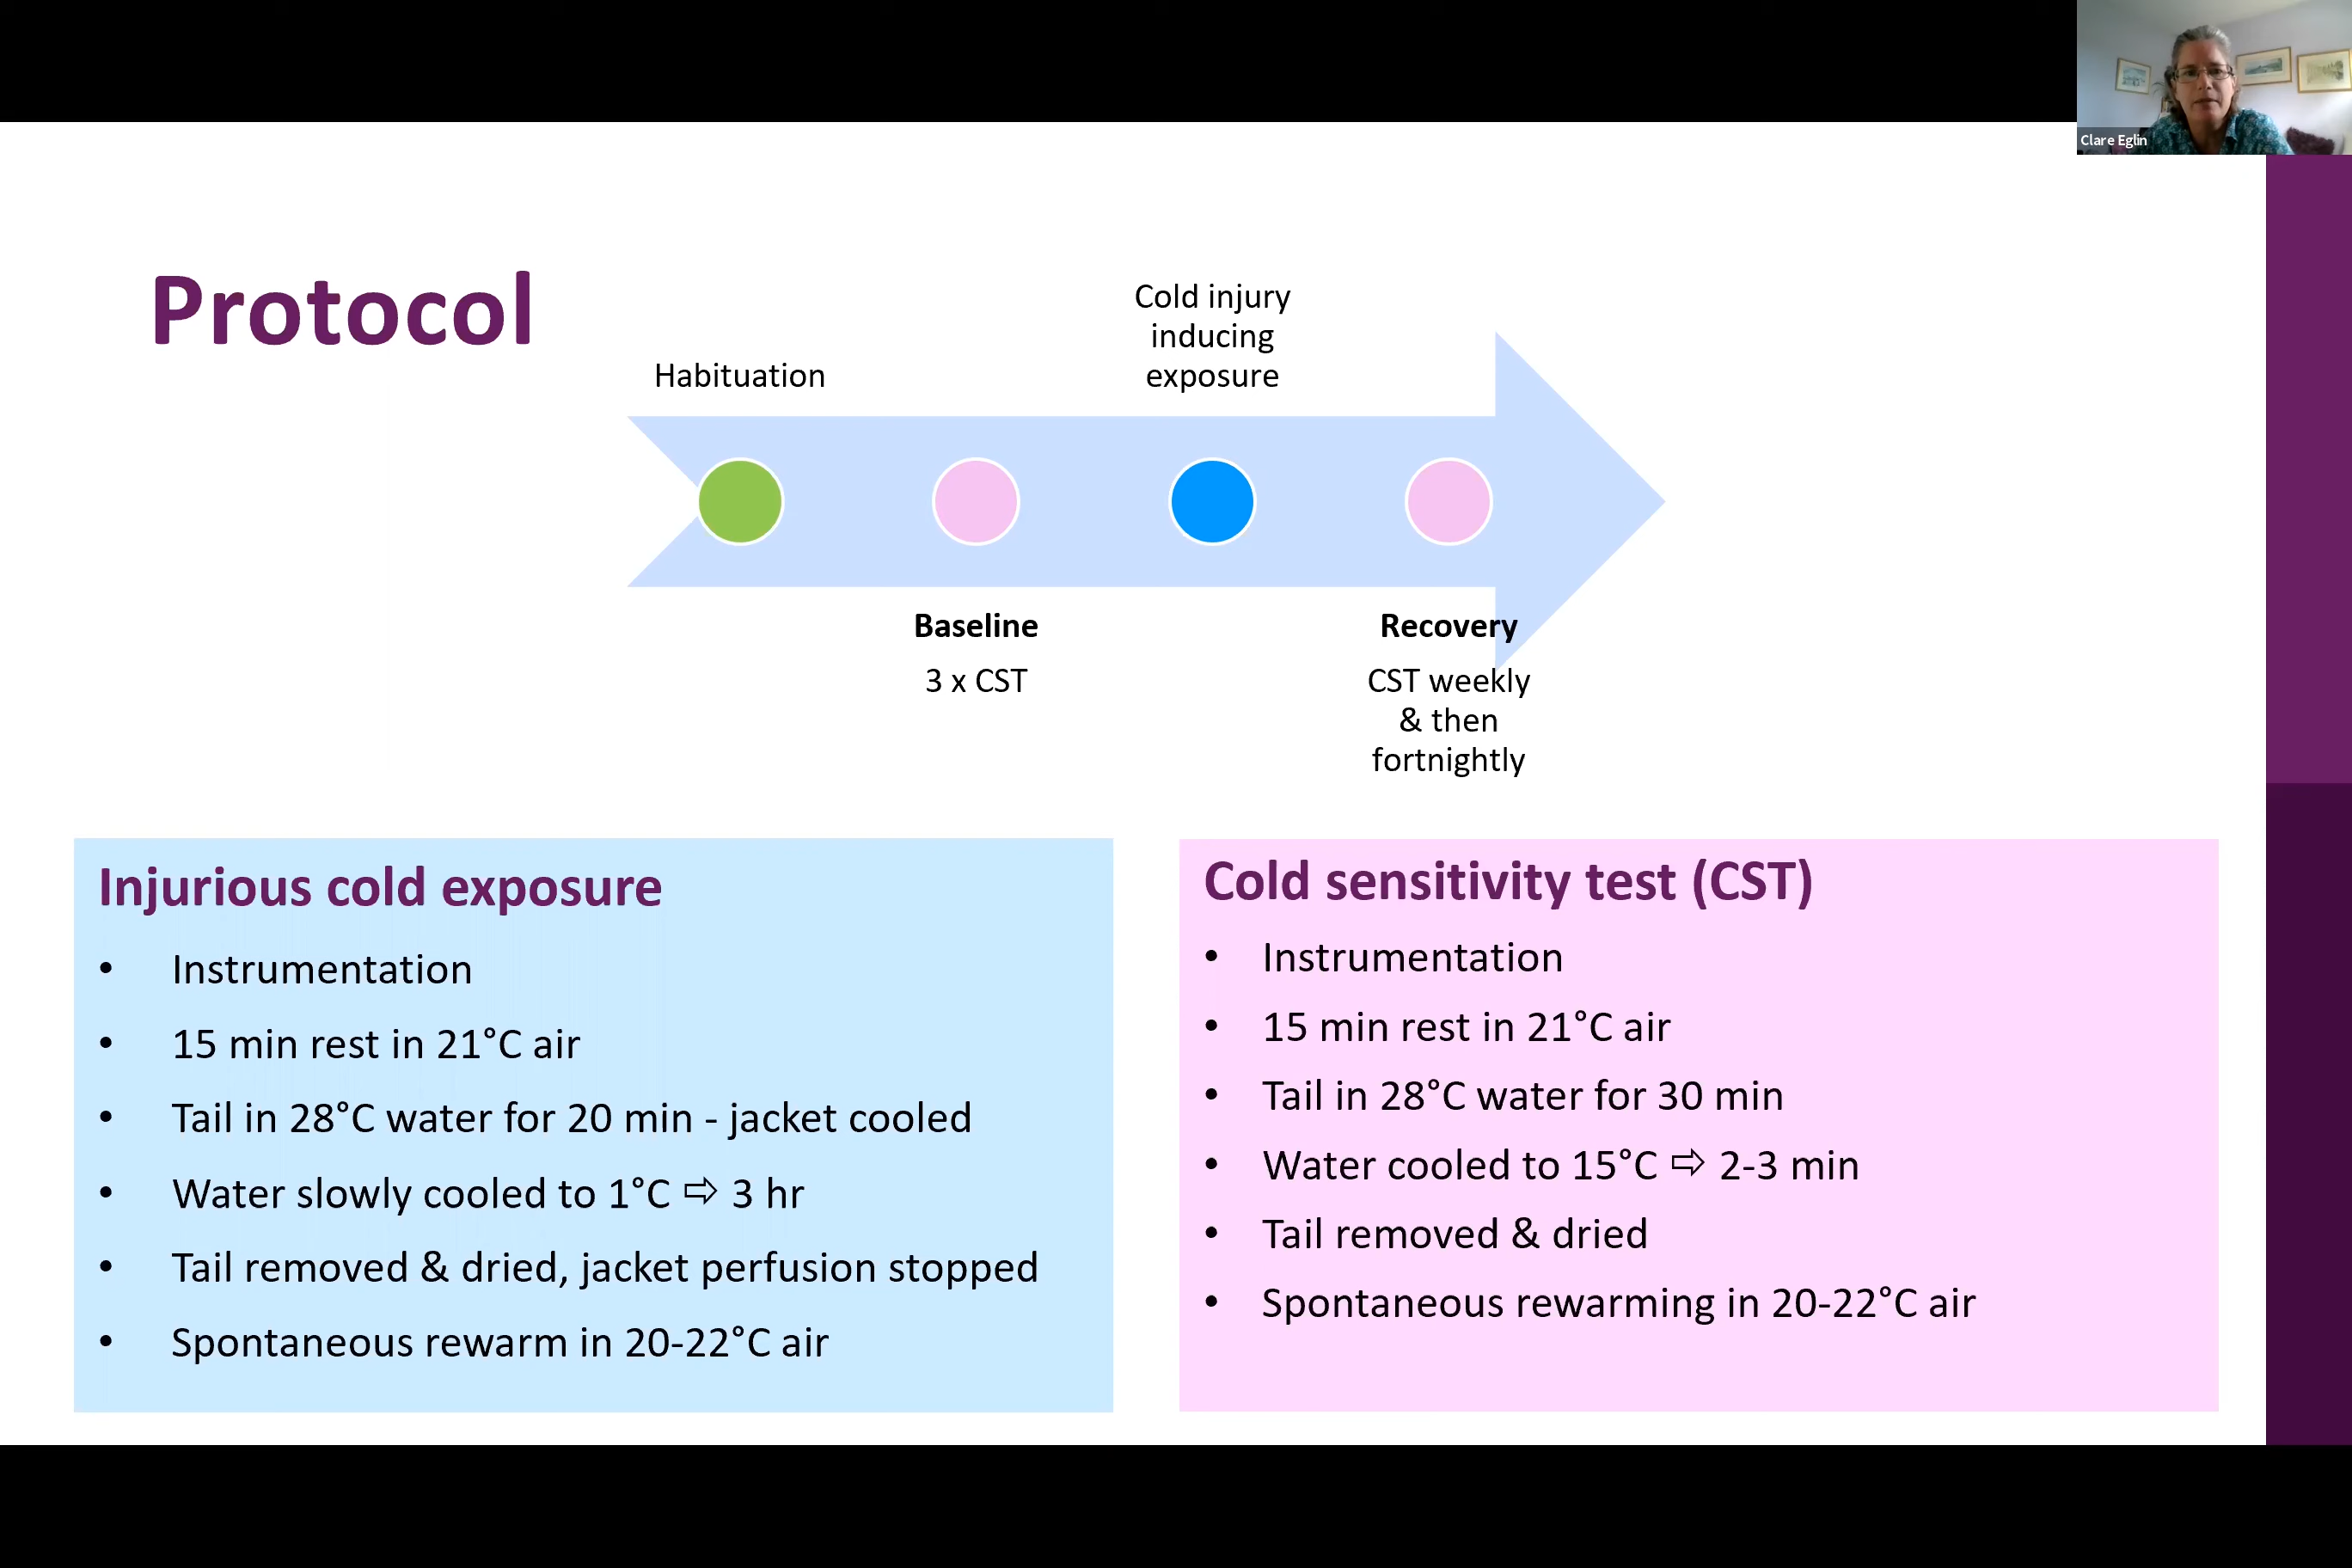 Clare Eglin
Protocol
Habituation
Cold injury
inducing
exposure
Baseline
3 x CST
Recovery
CST weekly
& then
fortnightly
Injurious cold exposure
• Instrumentation
• 15 min rest in 21°C air
• Tail in 28°C water for 20 min - jacket cooled
• Water slowly cooled to 1°C ⇨ 3 hr
• Tail removed & dried, jacket perfusion stopped
• Spontaneous rewarm in 20-22°C air
Cold sensitivity test (CST)
• Instrumentation
• 15 min rest in 21°C air
• Tail in 28°C water for 30 min
• Water cooled to 15°C ⇨ 2-3 min
• Tail removed & dried
• Spontaneous rewarming in 20-22°C air